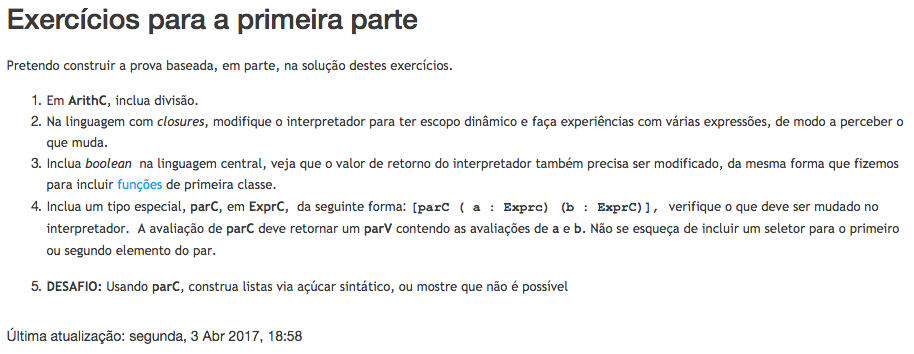 Exercícios para a primeira parte
Pretendo construir a prova baseada, em parte, na solução destes exercícios.
1. Em ArithC, inclua divisão.
2. Na linguagem com closures, modifique o interpretador para ter escopo dinâmico e faça experiências com várias expressões, de modo a perceber o
que muda.
3. Inclua boolean na linguagem central, veja que o valor de retorno do interpretador também precisa ser modificado, da mesma forma que fizemos
para incluir funções de primeira classe.
4. Inclua um tipo especial, parC, em ExprC, da seguinte forma: [parC ( a : Exprc) (b : ExprC)], verifique o que deve ser mudado no
interpretador. A avaliação de parC deve retornar um parV contendo as avaliações de a e b. Não se esqueça de incluir um seletor para o primeiro
ou segundo elemento do par.
5. DESAFIO: Usando parC, construa listas via açúcar sintático, ou mostre que não é possível
Última atualização: segunda, 3 Abr 2017, 18:58